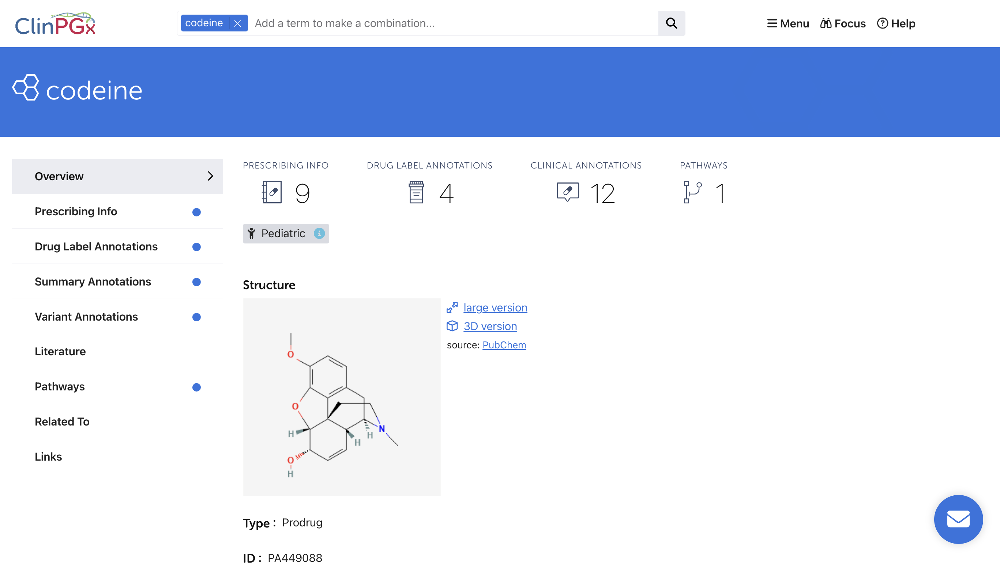 ClinPGx
codeine Add a term to make a combination...
Menu Focus Help
codeine
Overview
Prescribing Info
Drug Label Annotations
Summary Annotations
Variant Annotations
Literature
Pathways
Related To
Links
PRESCRIBING INFO
9
DRUG LABEL ANNOTATIONS
4
CLINICAL ANNOTATIONS
12
PATHWAYS
1
Pediatric i
Structure
O
O
H
H
H
N
O
H
large version
3D version
source: PubChem
Type : Prodrug
ID : PA449088